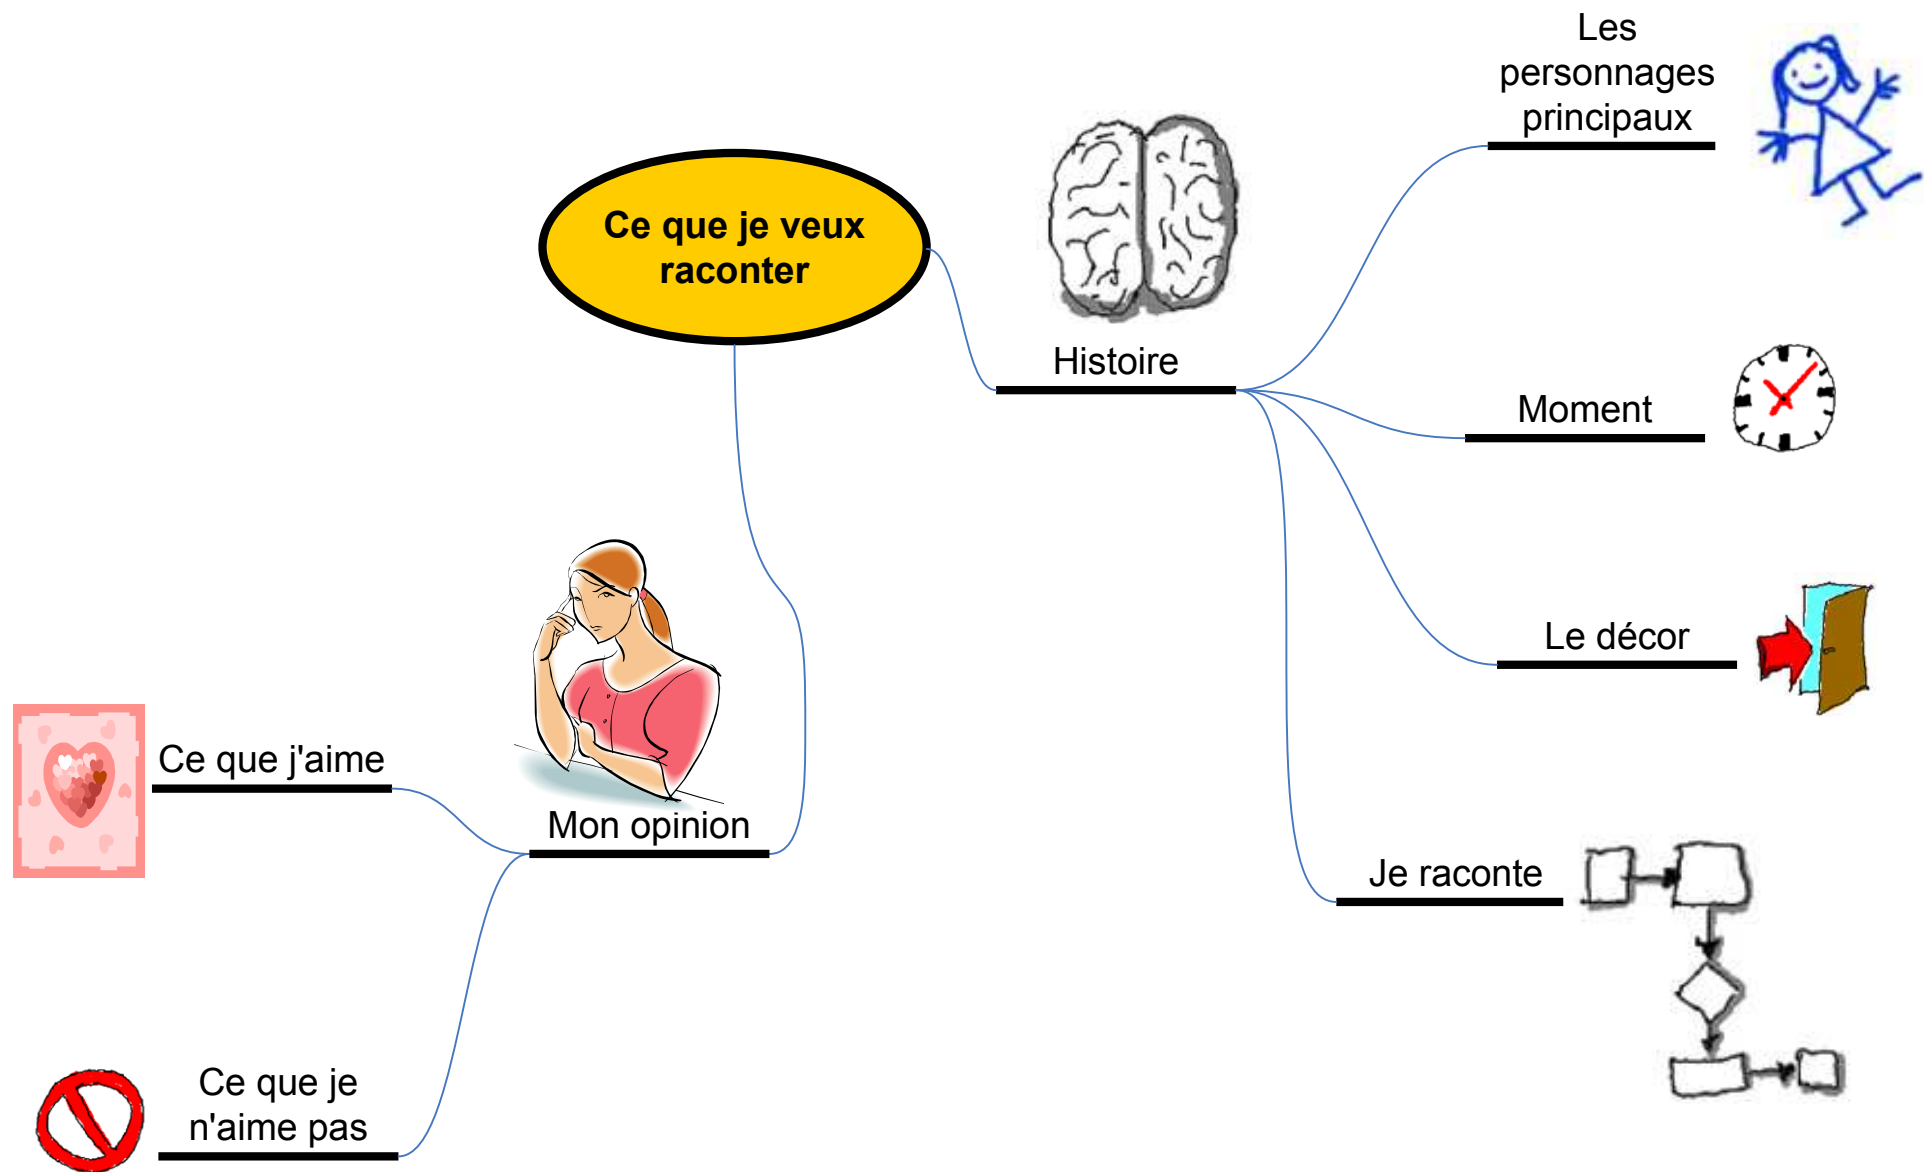 Ce que je veux
raconter
Histoire
Les
personnages
principaux
Moment
Le décor
Je raconte
Mon opinion
Ce que j'aime
Ce que je
n'aime pas